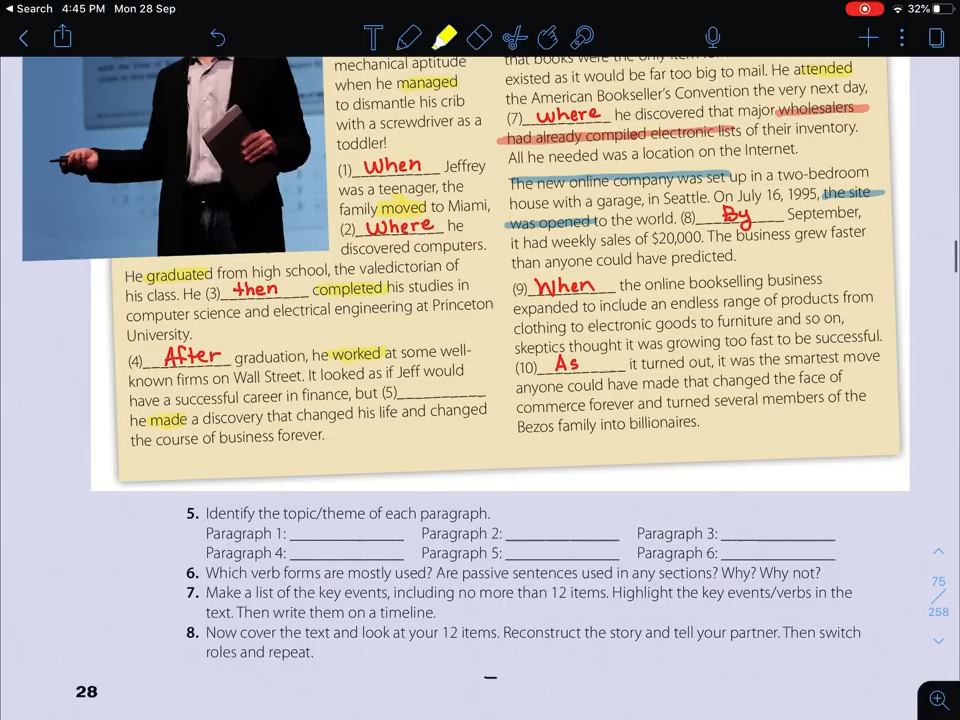 Search 4:45 PM Mon 28 Sep
32%
mechanical aptitude
when he managed
to dismantle his crib
with a screwdriver as a
toddler!
(1) When Jeffrey
was a teenager, the
family moved to Miami,
(2) Where he
discovered computers.
He graduated from high school, the valedictorian of
his class. He (3) then completed his studies in
computer science and electrical engineering at Princeton
University.
(4) After graduation, he worked at some well-
known firms on Wall Street. It looked as if Jeff would
have a successful career in finance, but (5)__________
he made a discovery that changed his life and changed
the course of business forever.
that books were the only
existed as it would be far too big to mail. He attended
the American Bookseller's Convention the very next day,
(7) where he discovered that major wholesalers
had already compiled electronic lists of their inventory.
All he needed was a location on the Internet.
The new online company was set up in a two-bedroom
house with a garage, in Seattle. On July 16, 1995, the site
was opened to the world. (8) By September,
it had weekly sales of $20,000. The business grew faster
than anyone could have predicted.
(9) When the online bookselling business
expanded to include an endless range of products from
clothing to electronic goods to furniture and so on,
skeptics thought it was growing too fast to be successful.
(10) As it turned out, it was the smartest move
anyone could have made that changed the face of
commerce forever and turned several members of the
Bezos family into billionaires.
5. Identify the topic/theme of each paragraph.
Paragraph 1: __________ Paragraph 2: __________ Paragraph 3: __________
Paragraph 4: __________ Paragraph 5: __________ Paragraph 6: __________
6. Which verb forms are mostly used? Are passive sentences used in any sections? Why? Why not?
7. Make a list of the key events, including no more than 12 items. Highlight the key events/verbs in the
text. Then write them on a timeline.
8. Now cover the text and look at your 12 items. Reconstruct the story and tell your partner. Then switch
roles and repeat.
28
75
258